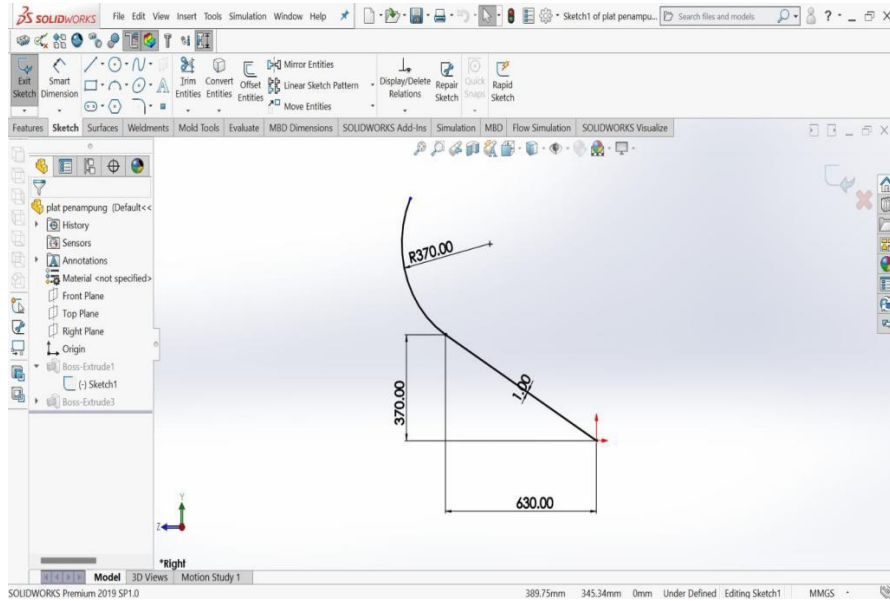 SOLIDWORKS File Edit View Insert Tools Simulation Window Help Sketch1 of plat penampu... Search files and models ?
Exit Sketch
Smart Dimension
Trim Entities
Convert Entities
Offset Entities
Mirror Entities
Linear Sketch Pattern
Move Entities
Display/Delete Relations
Repair Sketch
Quick Snaps
Rapid Sketch
Features Sketch Surfaces Weldments Mold Tools Evaluate MBD Dimensions SOLIDWORKS Add-Ins Simulation MBD Flow Simulation SOLIDWORKS Visualize
plat penampung (Default<<
History
Sensors
Annotations
Material <not specified>
Front Plane
Top Plane
Right Plane
Origin
Boss-Extrude1
(-) Sketch1
Boss-Extrude3
R370.00
370.00
1.00
630.00
Y
Z
*Right
Model 3D Views Motion Study 1
SOLIDWORKS Premium 2019 SP1.0 389.75mm 345.34mm 0mm Under Defined Editing Sketch1 MMGS